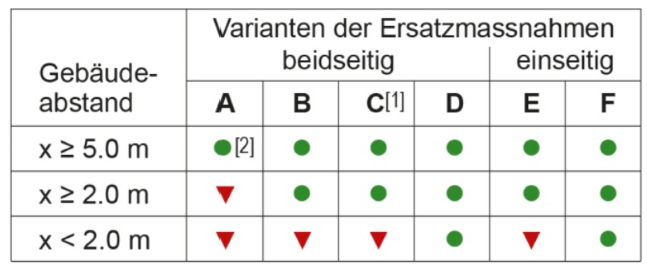 Varianten der Ersatzmassnahmen
beidseitig einseitig
Gebäude-
abstand A B C[1] D E F
x ≥ 5.0 m [2]
x ≥ 2.0 m
x < 2.0 m